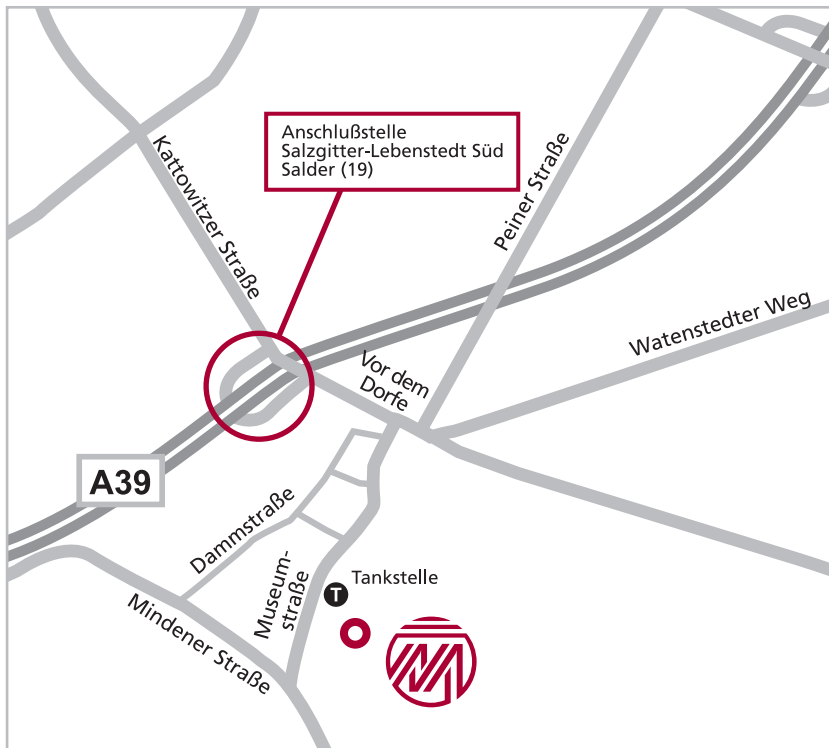 Anschlußstelle
Salzgitter-Lebenstedt Süd
Salder (19)
Kattowitzer Straße
Peiner Straße
Watenstedter Weg
Vor dem
Dorfe
A39
Dammstraße
Museum-
straße
Tankstelle
T
Mindener Straße